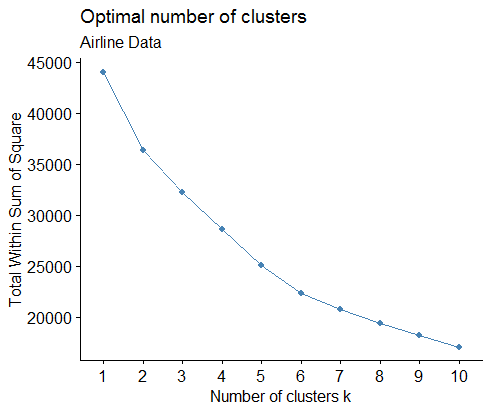 Optimal number of clusters
Airline Data
Total Within Sum of Square
45000
40000
35000
30000
25000
20000
1 2 3 4 5 6 7 8 9 10
Number of clusters k